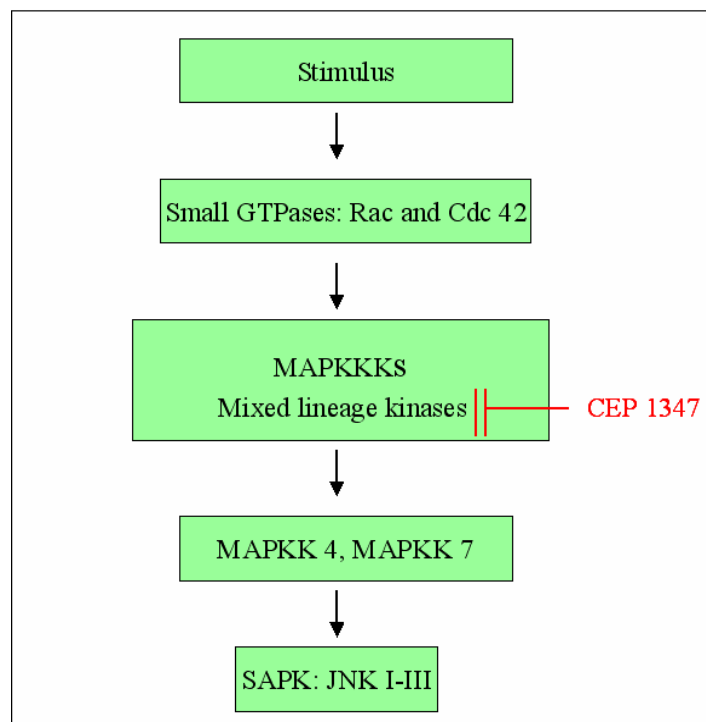 Stimulus
Small GTPases: Rac and Cdc 42
MAPKKKS
Mixed lineage kinases
CEP 1347
MAPKK 4, MAPKK 7
SAPK: JNK I-III